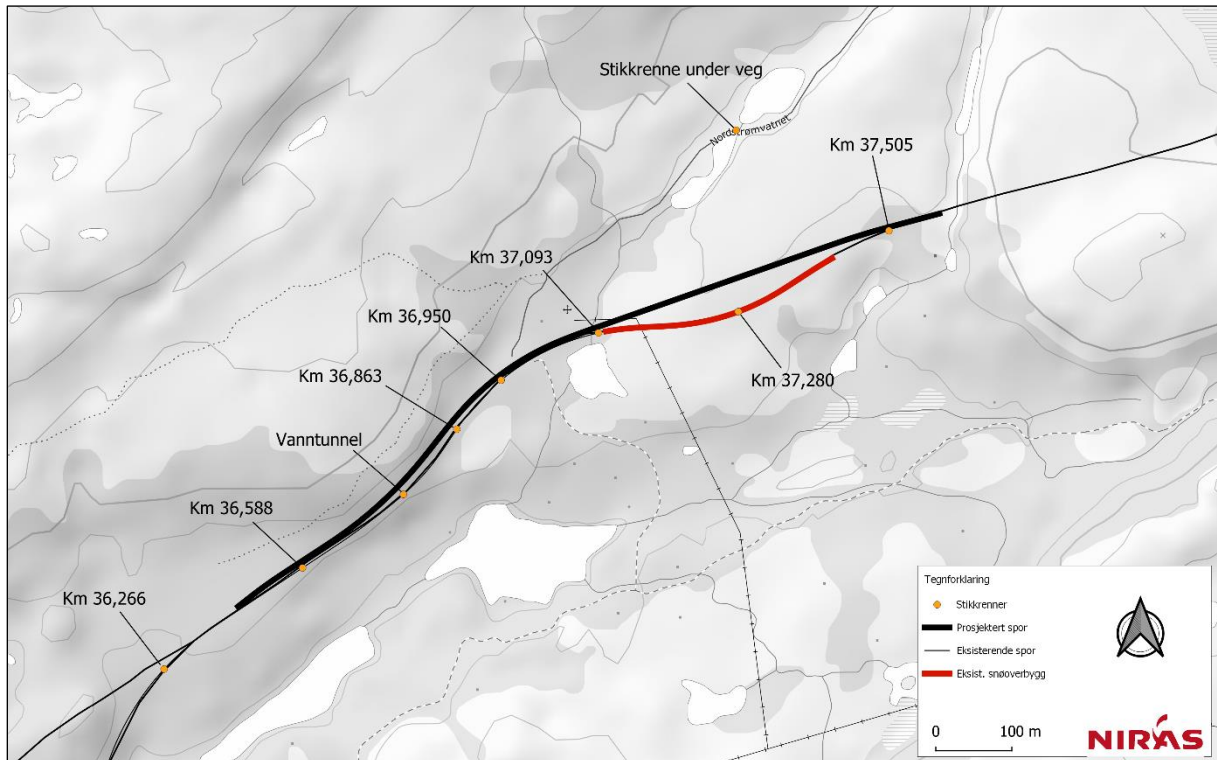 Stikkrenne under veg
Nordstrømvatnet
Km 37,505
Km 37,093
Km 36,950
Km 37,280
Km 36,863
Vanntunnel
Km 36,588
Km 36,266
Tegnforklaring
Stikkrenner
Prosjektert spor
Eksisterende spor
Eksist. snøoverbygg
0 100 m
NIRAS